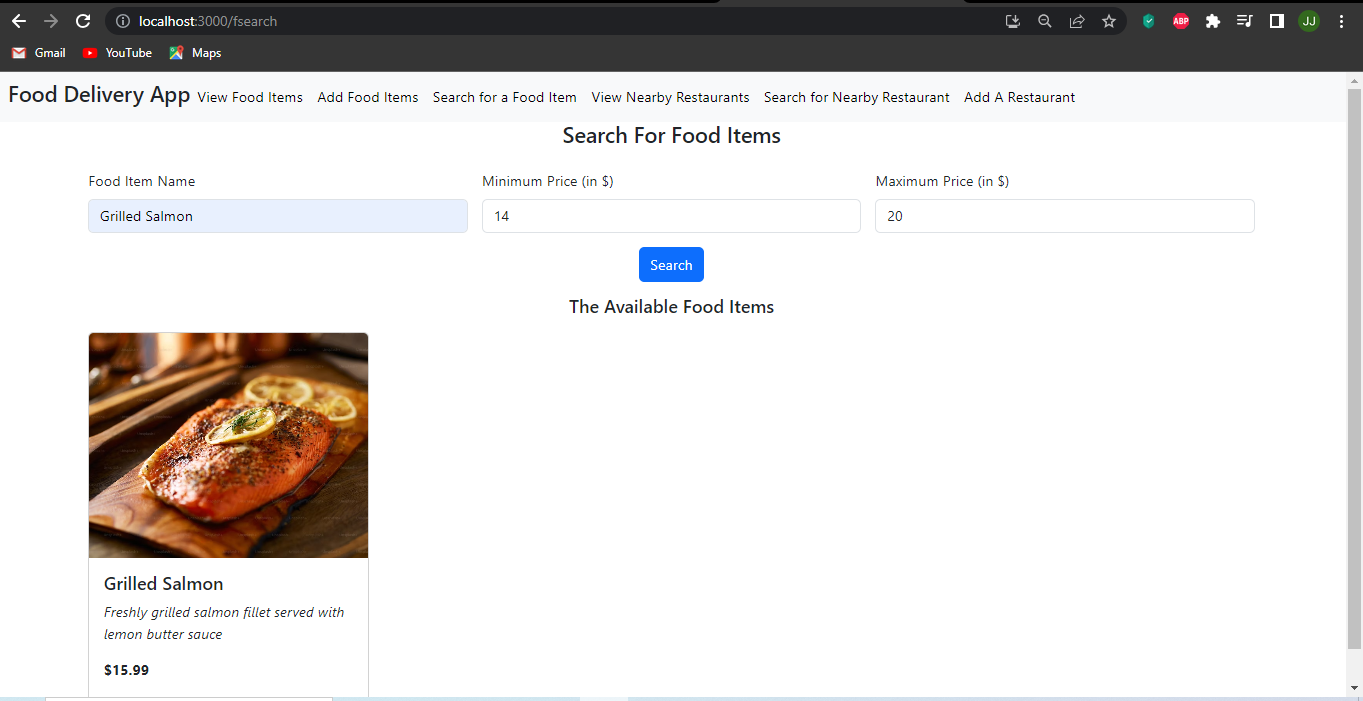 localhost:3000/fsearch
ABP
JJ
Gmail YouTube Maps
Food Delivery App View Food Items Add Food Items Search for a Food Item View Nearby Restaurants Search for Nearby Restaurant Add A Restaurant
Search For Food Items
Food Item Name Minimum Price (in $) Maximum Price (in $)
Grilled Salmon 14 20
Search
The Available Food Items
Grilled Salmon
Freshly grilled salmon fillet served with
lemon butter sauce
$15.99